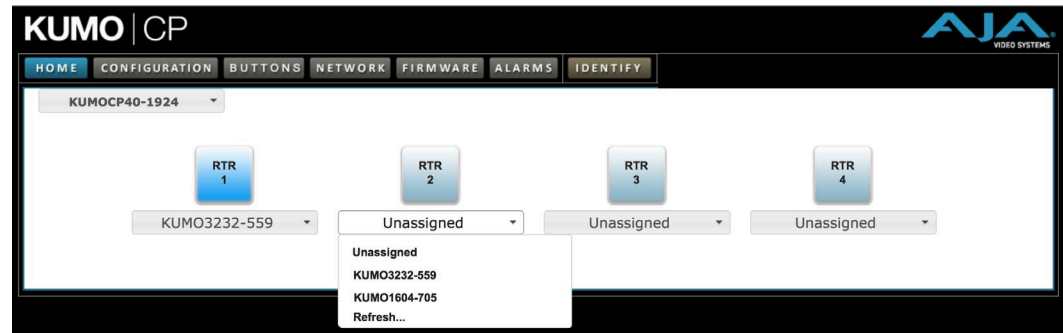 KUMO CP
AJA
VIDEO SYSTEMS
HOME CONFIGURATION BUTTONS NETWORK FIRMWARE ALARMS IDENTIFY
KUMOCP40-1924
RTR 1
RTR 2
RTR 3
RTR 4
KUMO3232-559 Unassigned Unassigned Unassigned
Unassigned
KUMO3232-559
KUMO1604-705
Refresh...